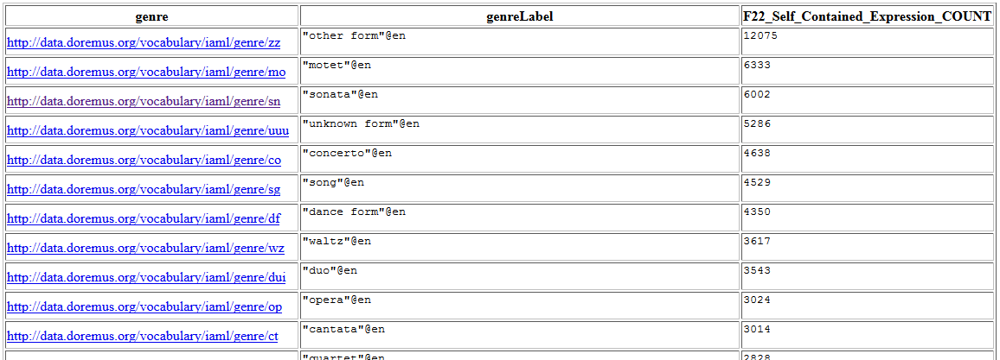 genre genreLabel F22_Self_Contained_Expression_COUNT
http://data.doremus.org/vocabulary/iaml/genre/zz "other form"@en 12075
http://data.doremus.org/vocabulary/iaml/genre/mo "motet"@en 6333
http://data.doremus.org/vocabulary/iaml/genre/sn "sonata"@en 6002
http://data.doremus.org/vocabulary/iaml/genre/uuu "unknown form"@en 5286
http://data.doremus.org/vocabulary/iaml/genre/co "concerto"@en 4638
http://data.doremus.org/vocabulary/iaml/genre/sg "song"@en 4529
http://data.doremus.org/vocabulary/iaml/genre/df "dance form"@en 4350
http://data.doremus.org/vocabulary/iaml/genre/wz "waltz"@en 3617
http://data.doremus.org/vocabulary/iaml/genre/dui "duo"@en 3543
http://data.doremus.org/vocabulary/iaml/genre/op "opera"@en 3024
http://data.doremus.org/vocabulary/iaml/genre/ct "cantata"@en 3014
"quartet"@en 2828